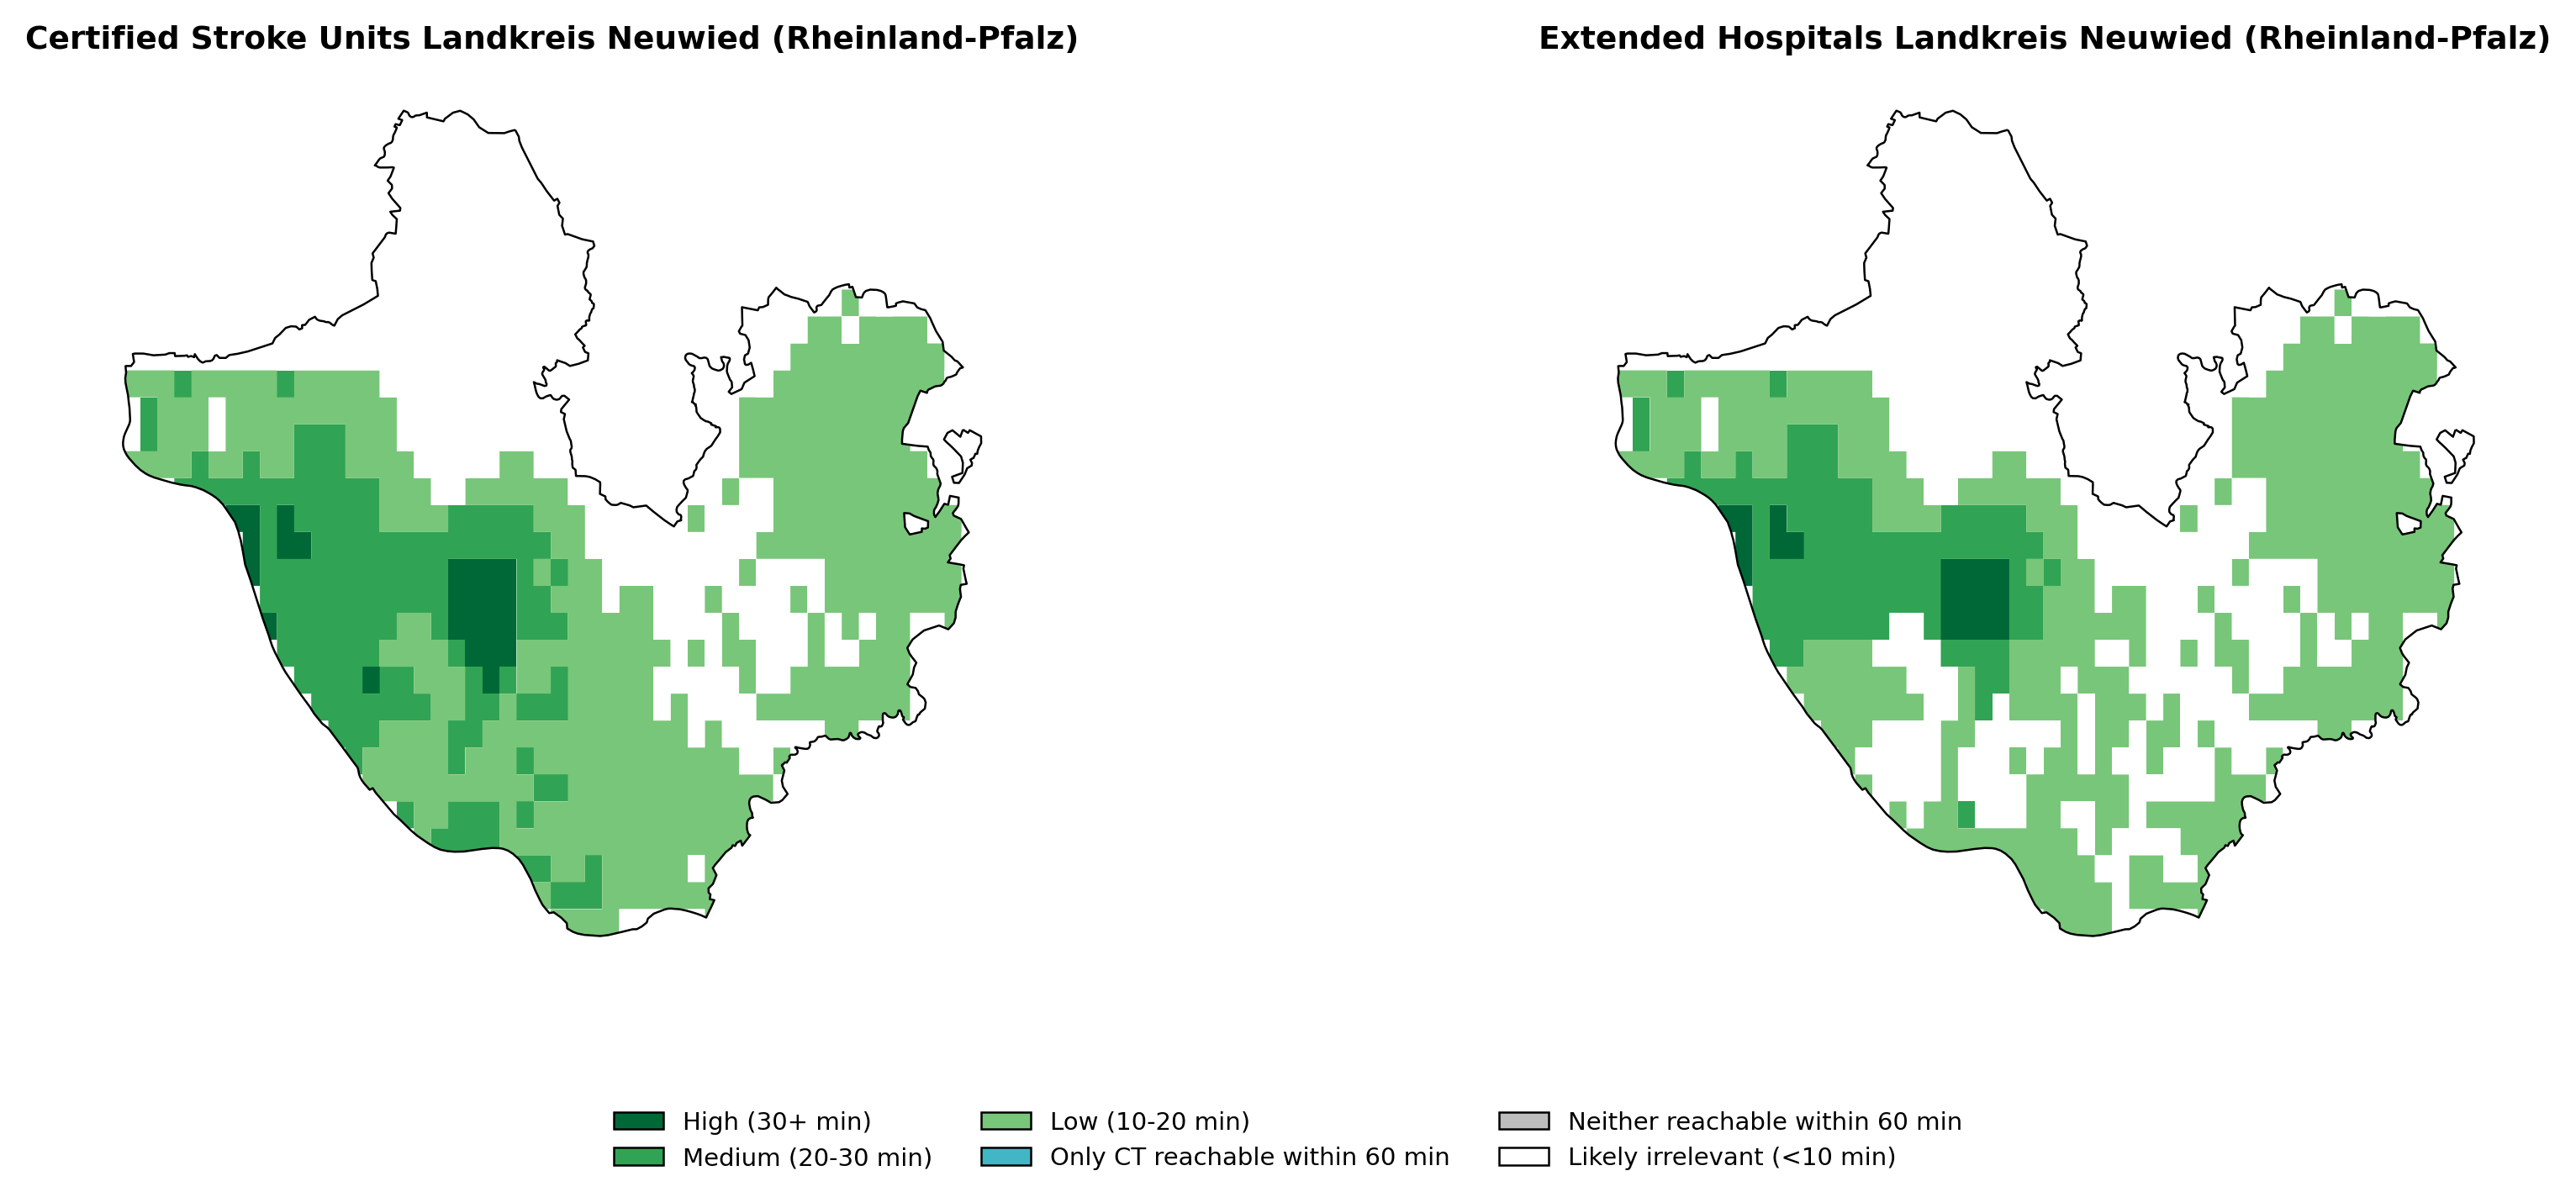 Certified Stroke Units Landkreis Neuwied (Rheinland-Pfalz)
Extended Hospitals Landkreis Neuwied (Rheinland-Pfalz)
High (30+ min)
Medium (20-30 min)
Low (10-20 min)
Only CT reachable within 60 min
Neither reachable within 60 min
Likely irrelevant (<10 min)